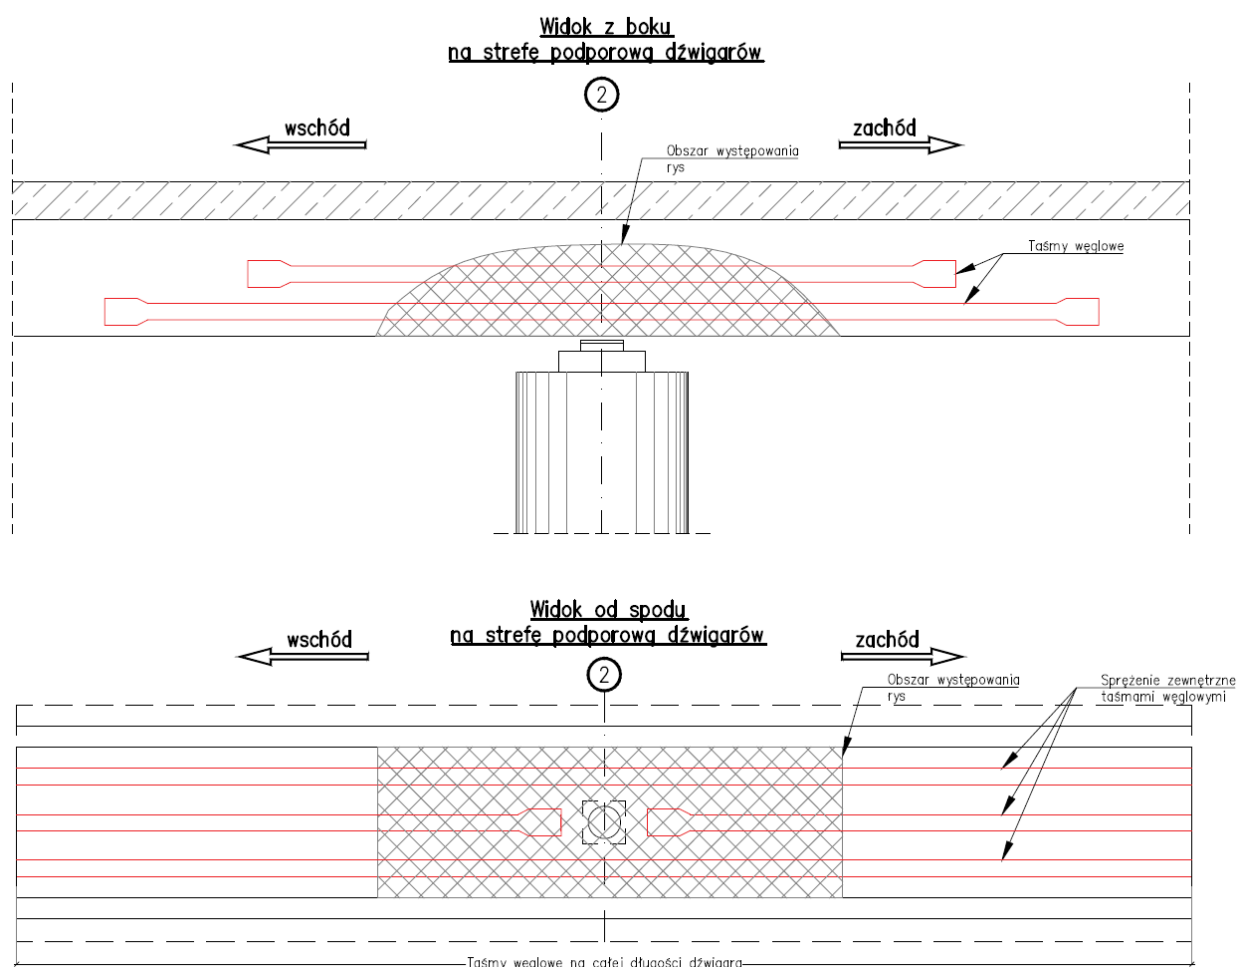 Widok z boku
na strefę podporową dźwigarów
2
wschód
zachód
Obszar występowania
rys
Taśmy węglowe
Widok od spodu
na strefę podporową dźwigarów
wschód
zachód
2
Obszar występowania
rys
Sprężenie zewnętrzne
taśmami węglowymi
Taśmy węglowe na całej długości dźwigara